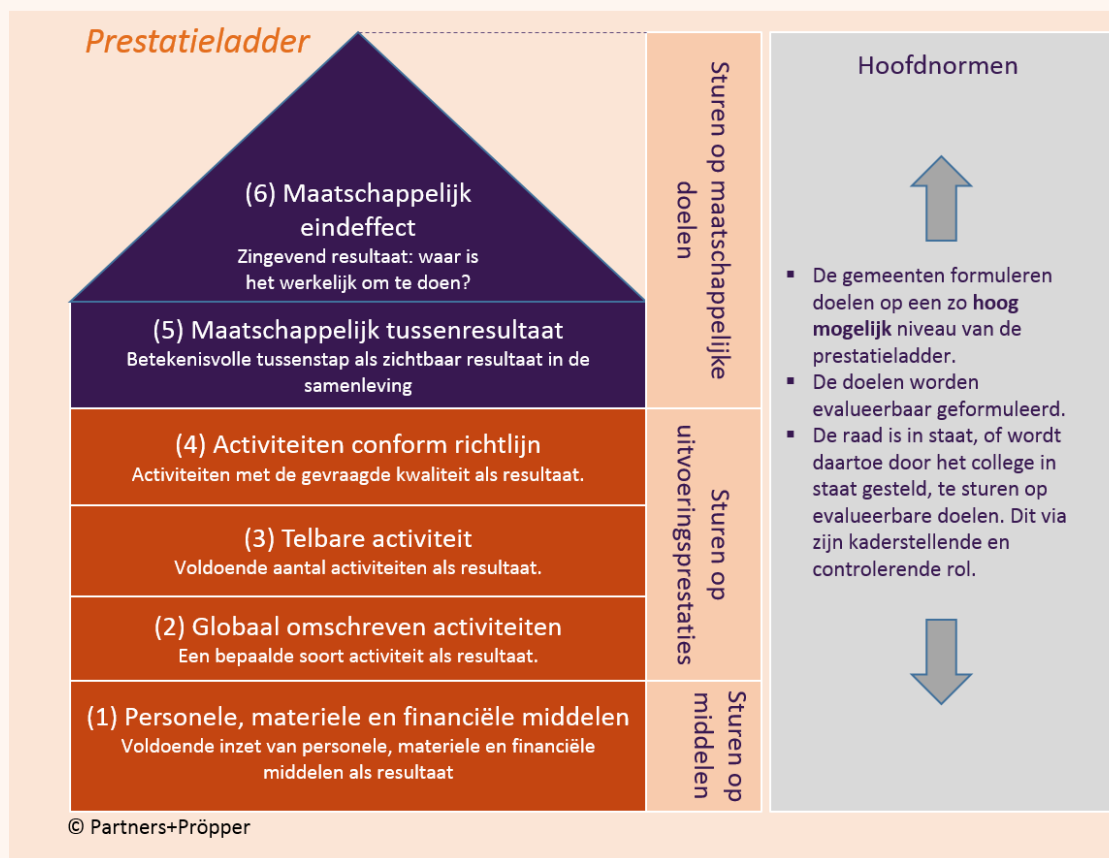 Prestatieladder
(6) Maatschappelijk
eindeffect
Zingevend resultaat: waar is
het werkelijk om te doen?
(5) Maatschappelijk tussenresultaat
Betekenisvolle tussenstap als zichtbaar resultaat in de
samenleving
(4) Activiteiten conform richtlijn
Activiteiten met de gevraagde kwaliteit als resultaat.
(3) Telbare activiteit
Voldoende aantal activiteiten als resultaat.
(2) Globaal omschreven activiteiten
Een bepaalde soort activiteit als resultaat.
(1) Personele, materiele en financiële middelen
Voldoende inzet van personele, materiele en financiële
middelen als resultaat
Sturen op maatschappelijke
doelen
Sturen op
uitvoeringsprestaties
Sturen op
middelen
Hoofdnormen
▪ De gemeenten formuleren
doelen op een zo hoog
mogelijk niveau van de
prestatieladder.
▪ De doelen worden
evalueerbaar geformuleerd.
▪ De raad is in staat, of wordt
daartoe door het college in
staat gesteld, te sturen op
evalueerbare doelen. Dit via
zijn kaderstellende en
controlerende rol.
© Partners+Pröpper